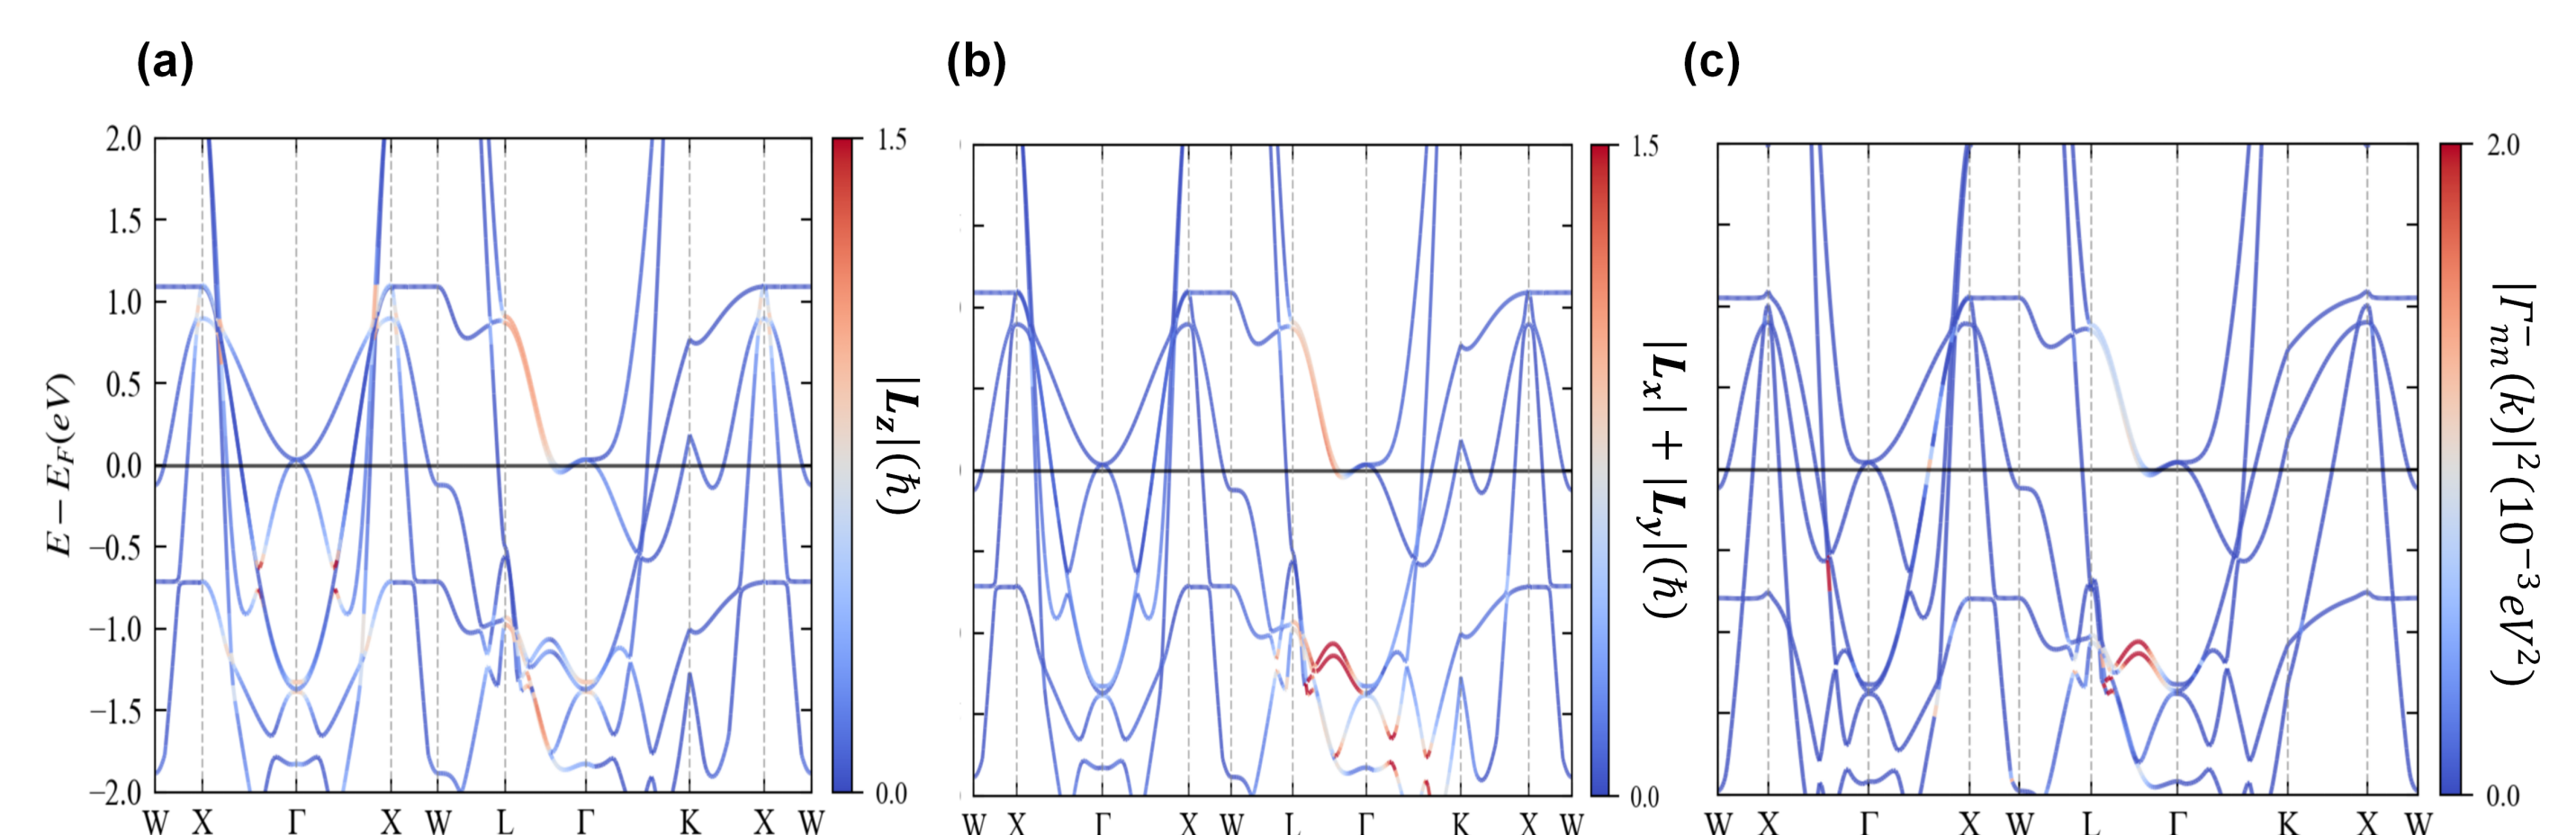 (a)
(b)
(c)
E − E_F(eV)
2.0
1.5
1.0
0.5
0.0
−0.5
−1.0
−1.5
−2.0
W X Γ X W L Γ K X W
1.5
0.0
|L_z|(ℏ)
W X Γ X W L Γ K X W
1.5
0.0
|L_x| + |L_y|(ℏ)
W X Γ X W L Γ K X W
2.0
0.0
|Γ⁻_nn(k)|²(10⁻³eV²)